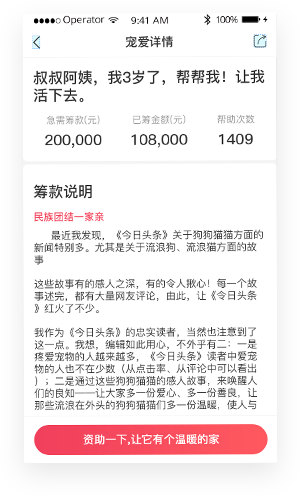 Operator 9:41 AM 100%
宠爱详情
叔叔阿姨，我3岁了，帮帮我！让我
活下去。
急需筹款(元) 已筹金额(元) 帮助次数
200,000 108,000 1409
筹款说明
民族团结一家亲
最近我发现，《今日头条》关于狗狗猫猫方面的
新闻特别多。尤其是关于流浪狗、流浪猫方面的故
事
这些故事有的感人之深，有的令人揪心！每一个故
事述完，都有大量网友评论，由此，让《今日头条
》红火了不少。
我作为《今日头条》的忠实读者，当然也注意到了
这一点。我想，编辑如此用心，不外乎有二：一是
疼爱宠物的人越来越多，《今日头条》读者中爱宠
物的人也不在少数（从点击率、从评论中可以看出
）；二是通过这些狗狗猫猫的感人故事，来唤醒人
们的良知——让大家多一份爱心、多一份善良，让
那些流浪在外头的狗狗猫猫们多一份温暖，使人与
资助一下,让它有个温暖的家